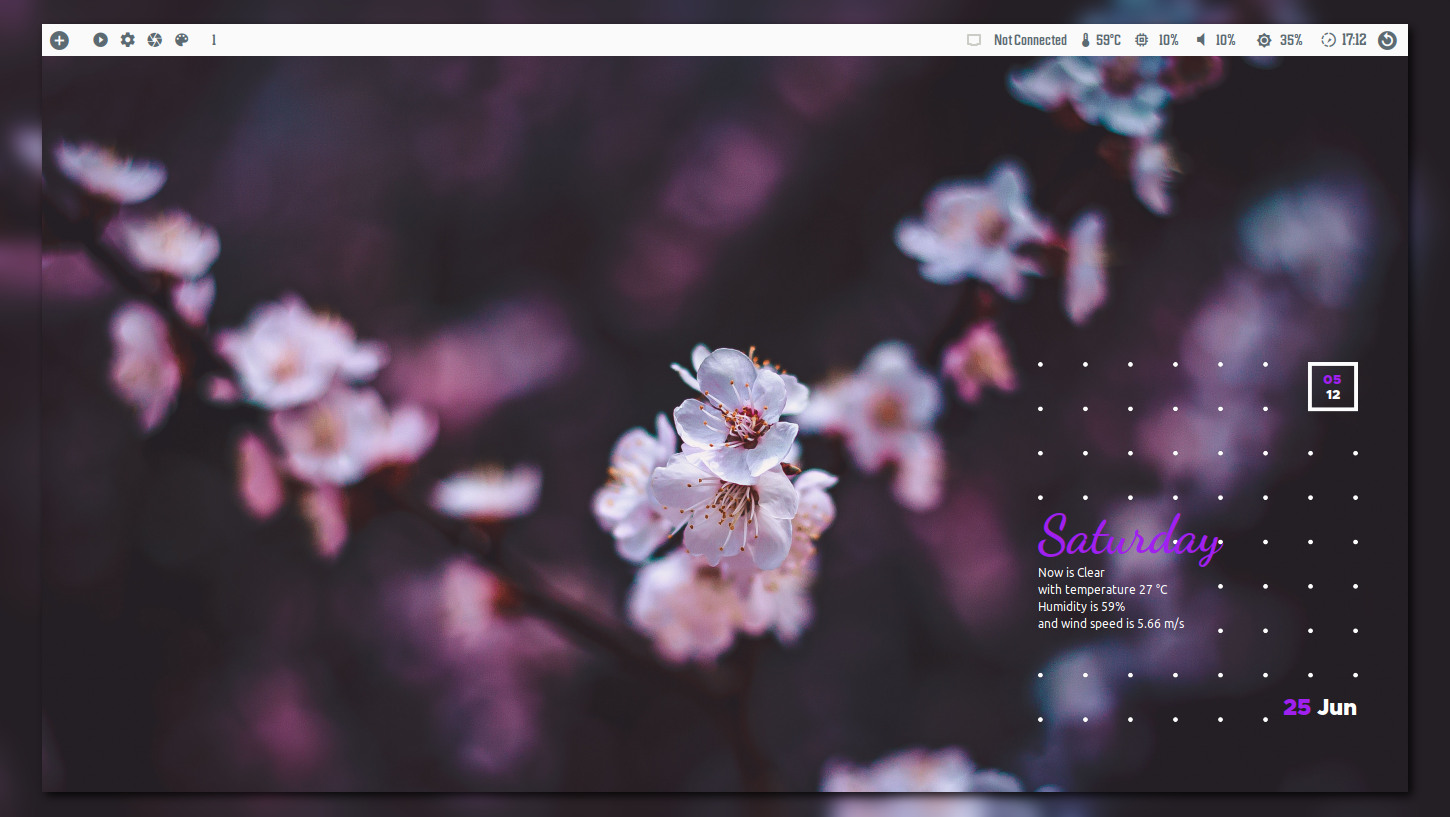 1 Not Connected 59°C 10% 10% 35% 17:12
05
12
Saturday
Now is Clear
with temperature 27 °C
Humidity is 59%
and wind speed is 5.66 m/s
25 Jun